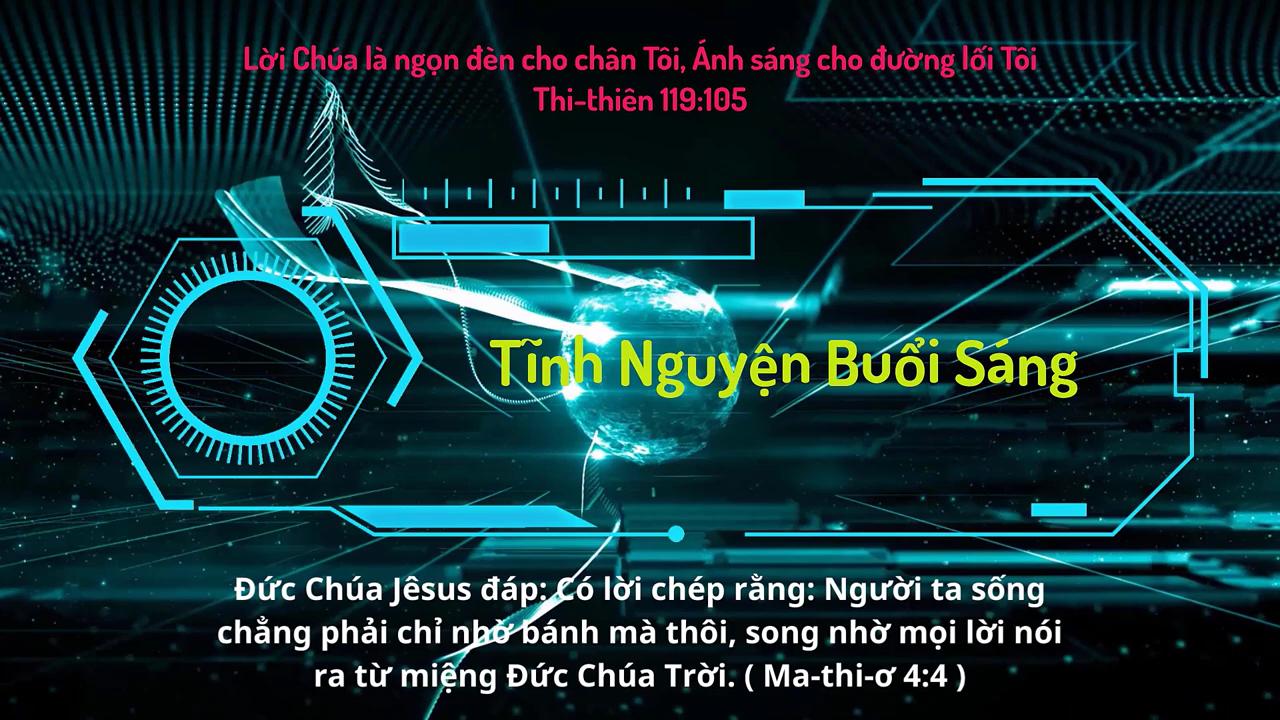 Lời Chúa là ngọn đèn cho chân Tôi, Ánh sáng cho đường lối Tôi
Thi-thiên 119:105
Tĩnh Nguyện Buổi Sáng
Đức Chúa Jêsus đáp: Có lời chép rằng: Người ta sống
chẳng phải chỉ nhờ bánh mà thôi, song nhờ mọi lời nói
ra từ miệng Đức Chúa Trời. ( Ma-thi-ơ 4:4 )